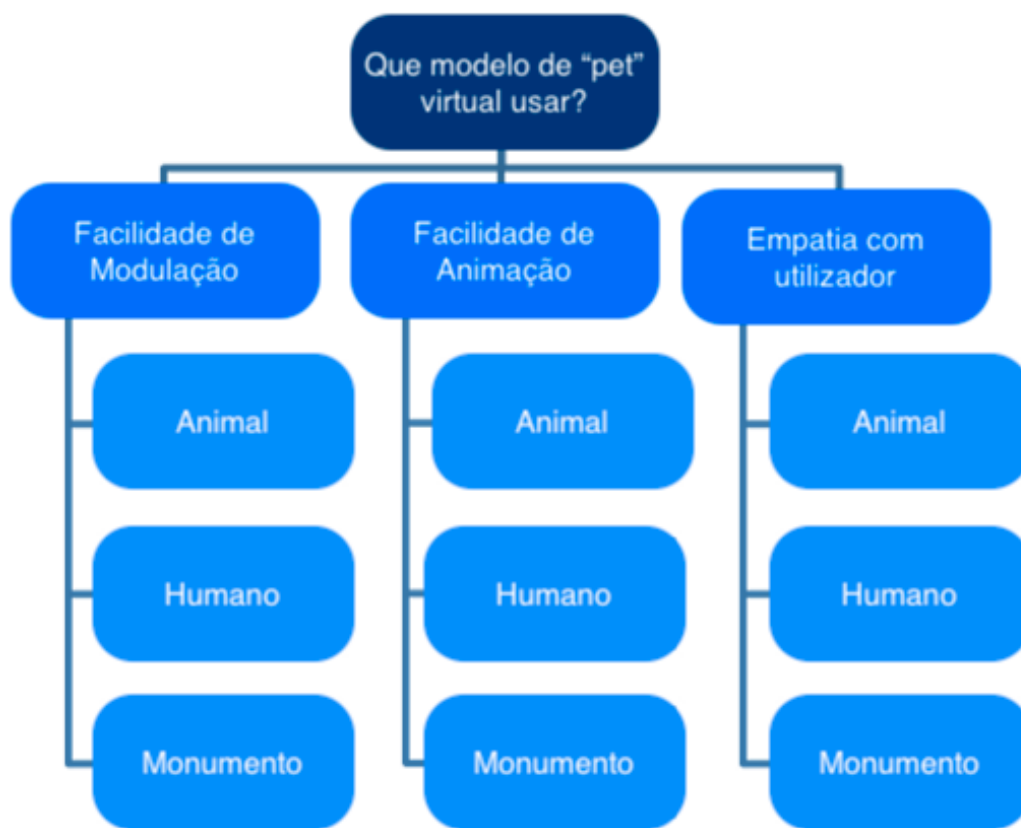 Que modelo de “pet”
virtual usar?
Facilidade de
Modulação
Facilidade de
Animação
Empatia com
utilizador
Animal
Animal
Animal
Humano
Humano
Humano
Monumento
Monumento
Monumento